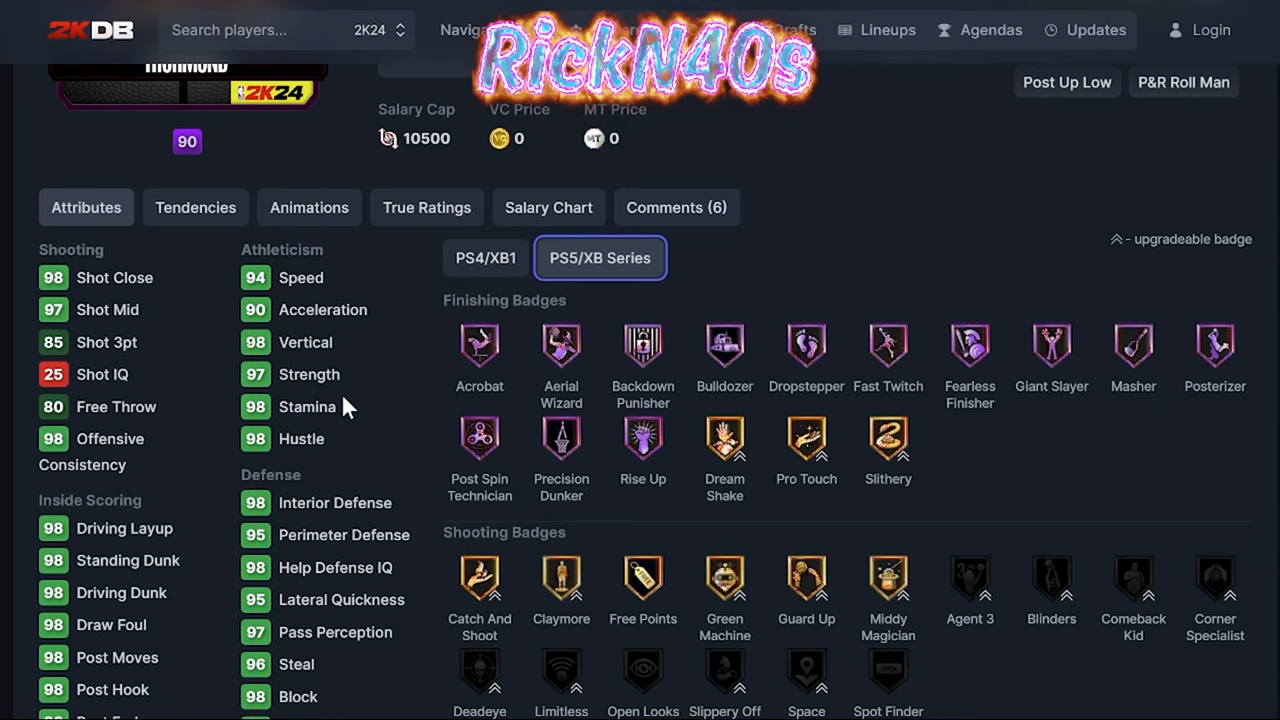 2KDB
Search players...
2K24
Naviga
RickN40s
Drafts
Lineups
Agendas
Updates
Login
RICHMOND
2K24
90
Salary Cap
10500
VC Price
VC 0
MT Price
MT 0
Post Up Low
P&R Roll Man
Attributes
Tendencies
Animations
True Ratings
Salary Chart
Comments (6)
Shooting
98 Shot Close
97 Shot Mid
85 Shot 3pt
25 Shot IQ
80 Free Throw
98 Offensive
Consistency
Inside Scoring
98 Driving Layup
98 Standing Dunk
98 Driving Dunk
98 Draw Foul
98 Post Moves
98 Post Hook
Athleticism
94 Speed
90 Acceleration
98 Vertical
97 Strength
98 Stamina
98 Hustle
Defense
98 Interior Defense
95 Perimeter Defense
98 Help Defense IQ
95 Lateral Quickness
97 Pass Perception
96 Steal
98 Block
PS4/XB1
PS5/XB Series
- upgradeable badge
Finishing Badges
Acrobat
Aerial
Wizard
Backdown
Punisher
Bulldozer
Dropstepper
Fast Twitch
Fearless
Finisher
Giant Slayer
Masher
Posterizer
Post Spin
Technician
Precision
Dunker
Rise Up
Dream
Shake
Pro Touch
Slithery
Shooting Badges
Catch And
Shoot
Claymore
Free Points
Green
Machine
Guard Up
Middy
Magician
Agent 3
Blinders
Comeback
Kid
Corner
Specialist
Deadeye
Limitless
Open Looks
Slippery Off
Space
Spot Finder